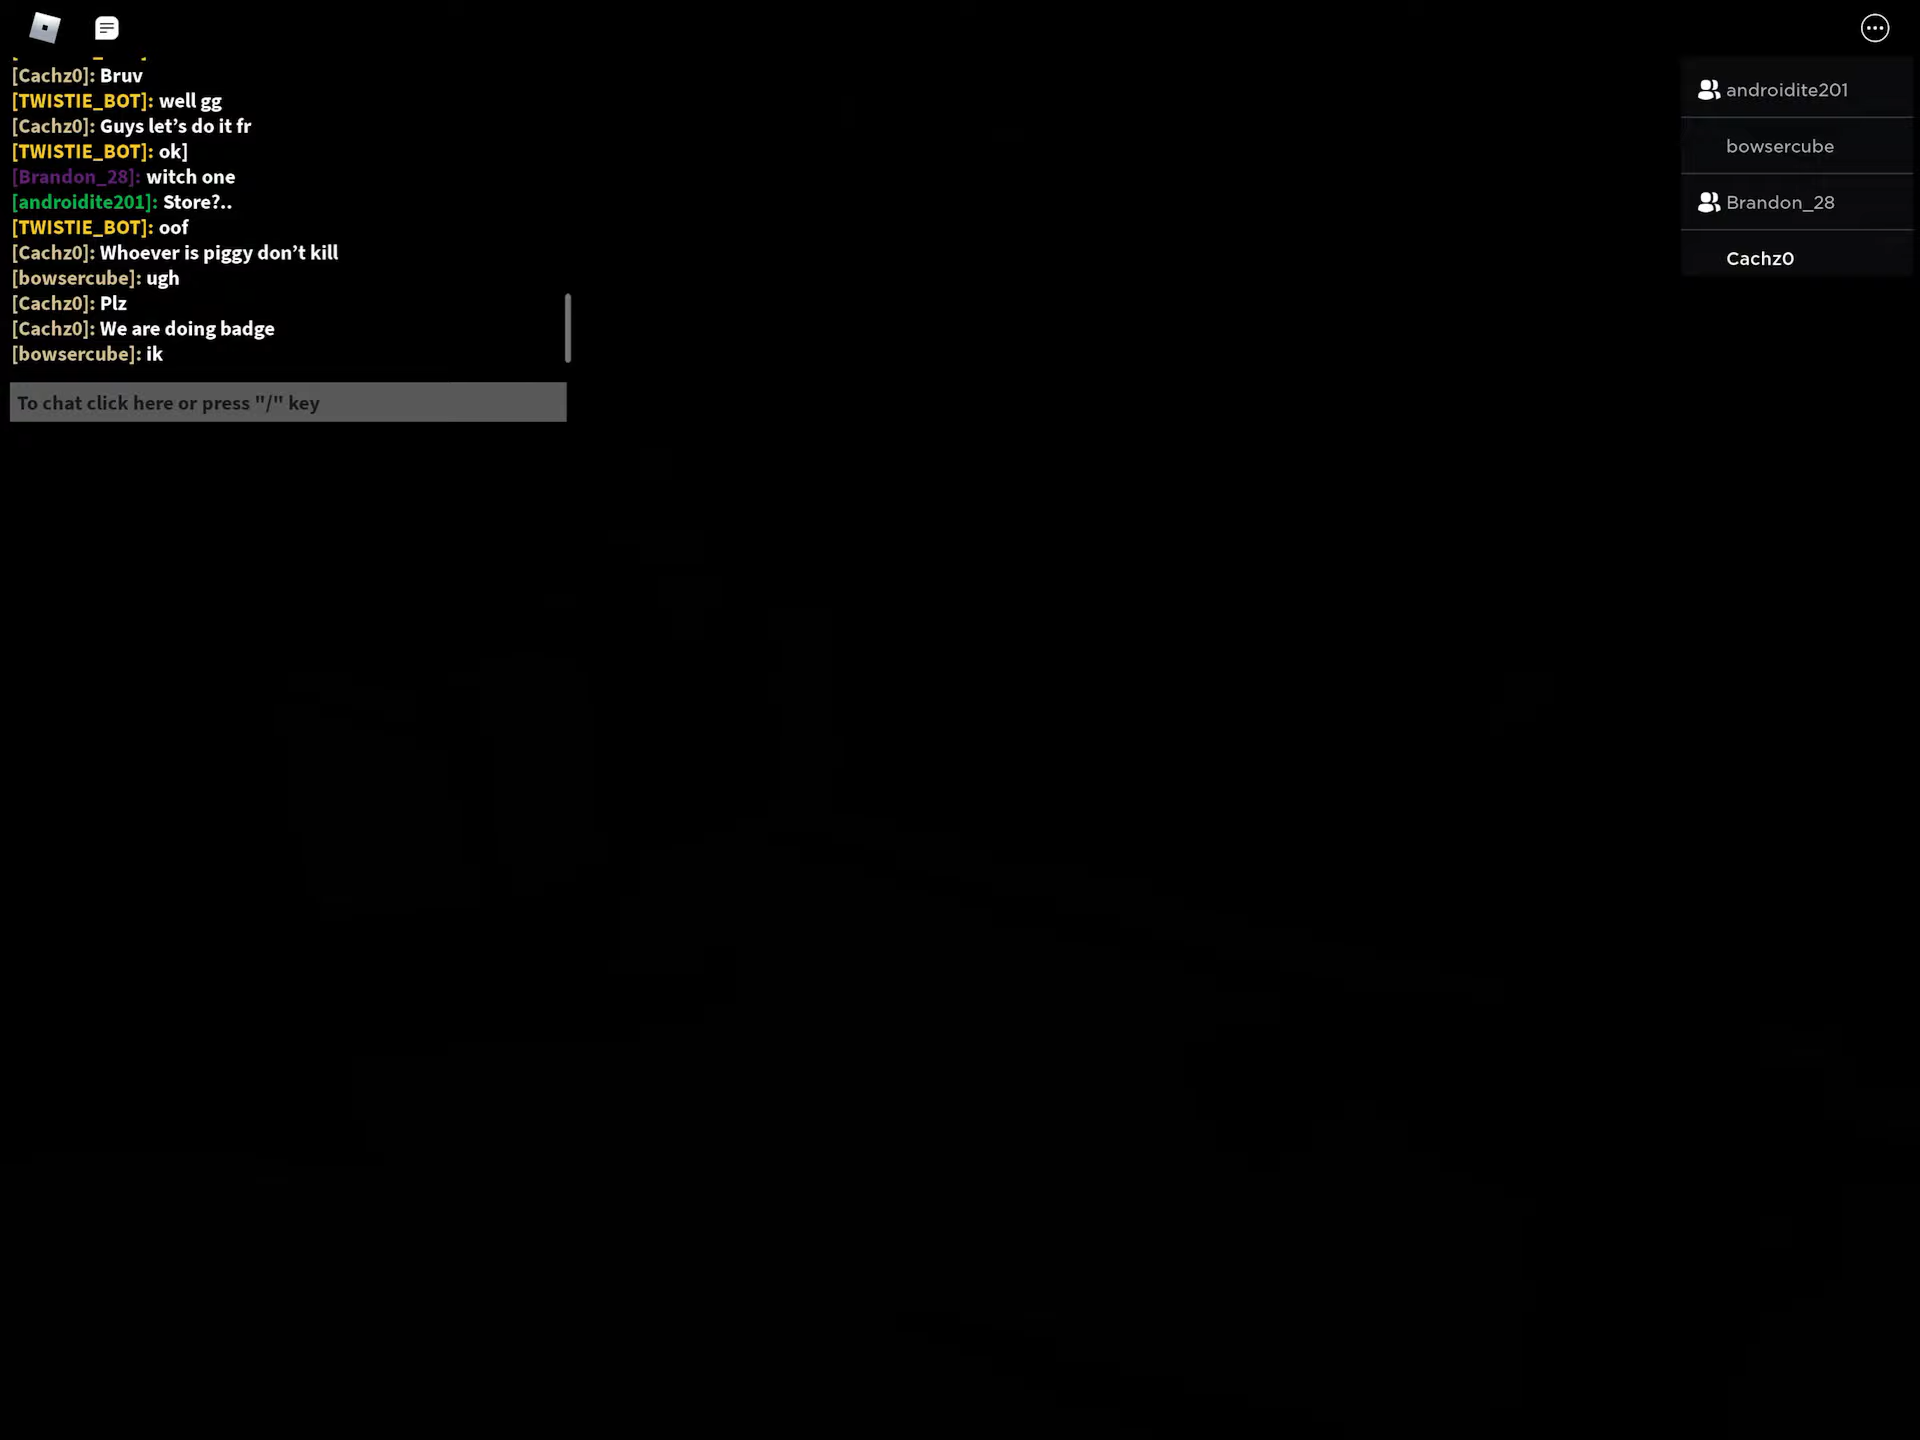 [Cachz0]: Bruv
[TWISTIE_BOT]: well gg
[Cachz0]: Guys let’s do it fr
[TWISTIE_BOT]: ok]
[Brandon_28]: witch one
[androidite201]: Store?..
[TWISTIE_BOT]: oof
[Cachz0]: Whoever is piggy don’t kill
[bowsercube]: ugh
[Cachz0]: Plz
[Cachz0]: We are doing badge
[bowsercube]: ik
To chat click here or press "/" key
androidite201
bowsercube
Brandon_28
Cachz0